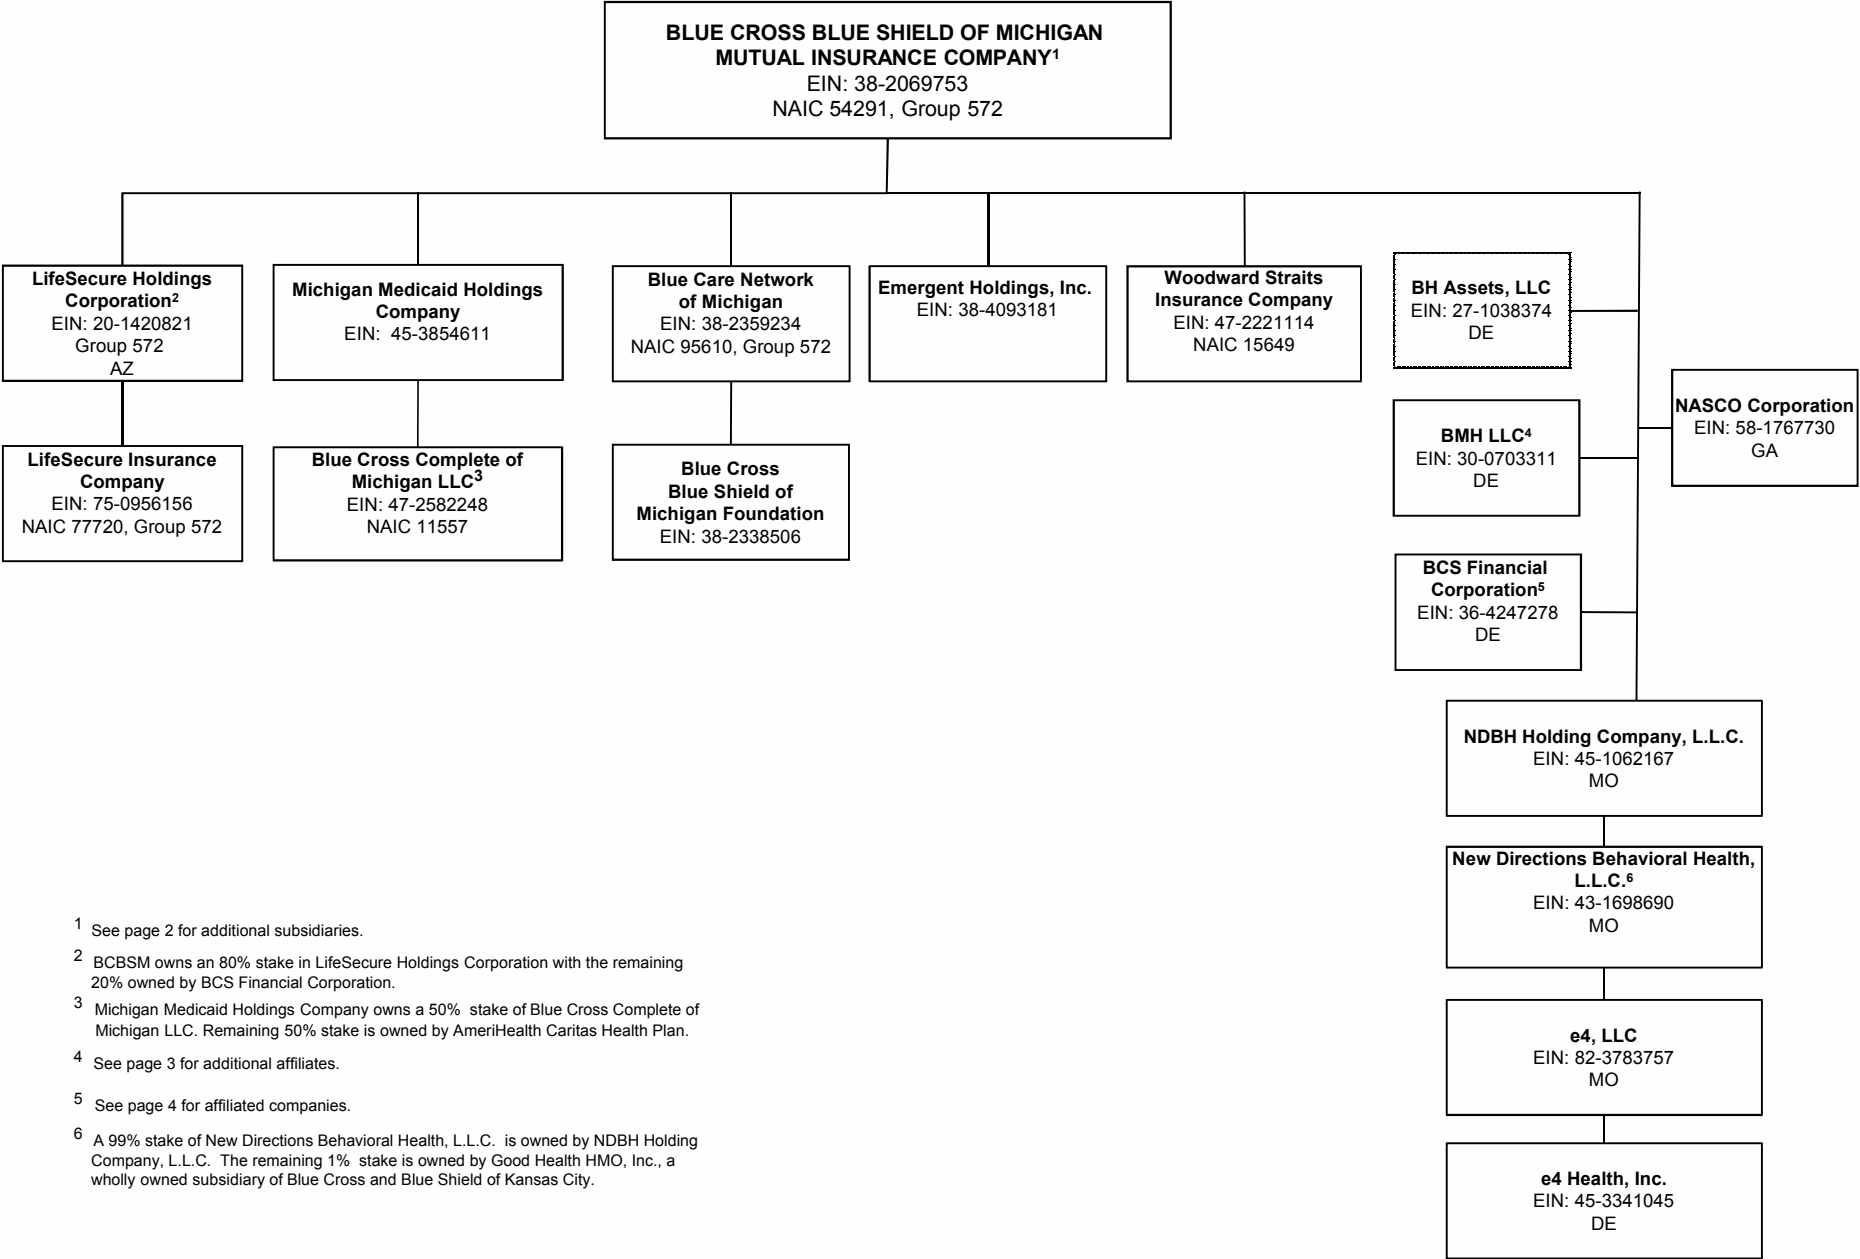 BLUE CROSS BLUE SHIELD OF MICHIGAN
MUTUAL INSURANCE COMPANY1
EIN: 38-2069753
NAIC 54291, Group 572
LifeSecure Holdings
Corporation2
EIN: 20-1420821
Group 572
AZ
Michigan Medicaid Holdings
Company
EIN: 45-3854611
Blue Care Network
of Michigan
EIN: 38-2359234
NAIC 95610, Group 572
Emergent Holdings, Inc.
EIN: 38-4093181
Woodward Straits
Insurance Company
EIN: 47-2221114
NAIC 15649
BH Assets, LLC
EIN: 27-1038374
DE
NASCO Corporation
EIN: 58-1767730
GA
BMH LLC4
EIN: 30-0703311
DE
LifeSecure Insurance
Company
EIN: 75-0956156
NAIC 77720, Group 572
Blue Cross Complete of
Michigan LLC3
EIN: 47-2582248
NAIC 11557
Blue Cross
Blue Shield of
Michigan Foundation
EIN: 38-2338506
BCS Financial
Corporation5
EIN: 36-4247278
DE
NDBH Holding Company, L.L.C.
EIN: 45-1062167
MO
New Directions Behavioral Health,
L.L.C.6
EIN: 43-1698690
MO
e4, LLC
EIN: 82-3783757
MO
e4 Health, Inc.
EIN: 45-3341045
DE
1 See page 2 for additional subsidiaries.
2 BCBSM owns an 80% stake in LifeSecure Holdings Corporation with the remaining
20% owned by BCS Financial Corporation.
3 Michigan Medicaid Holdings Company owns a 50% stake of Blue Cross Complete of
Michigan LLC. Remaining 50% stake is owned by AmeriHealth Caritas Health Plan.
4 See page 3 for additional affiliates.
5 See page 4 for affiliated companies.
6 A 99% stake of New Directions Behavioral Health, L.L.C. is owned by NDBH Holding
Company, L.L.C. The remaining 1% stake is owned by Good Health HMO, Inc., a
wholly owned subsidiary of Blue Cross and Blue Shield of Kansas City.